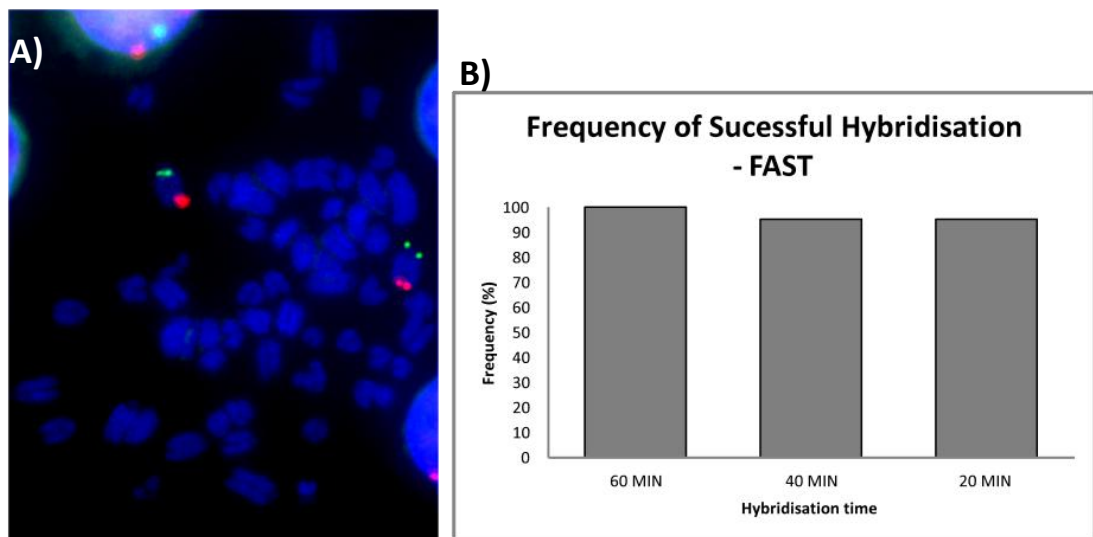 A)
B)
Frequency of Sucessful Hybridisation
- FAST
Frequency (%)
100
90
80
70
60
50
40
30
20
10
0
60 MIN
40 MIN
20 MIN
Hybridisation time